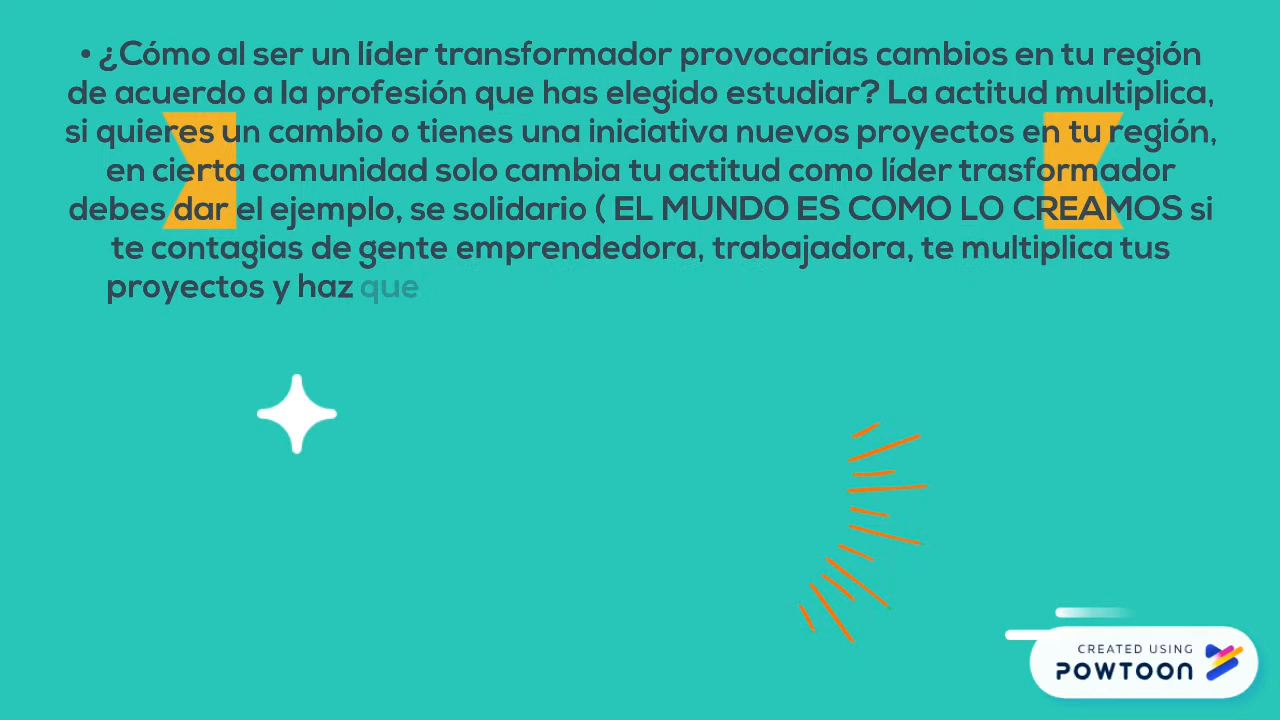 • ¿Cómo al ser un líder transformador provocarías cambios en tu región
de acuerdo a la profesión que has elegido estudiar? La actitud multiplica,
si quieres un cambio o tienes una iniciativa nuevos proyectos en tu región,
en cierta comunidad solo cambia tu actitud como líder trasformador
debes dar el ejemplo, se solidario ( EL MUNDO ES COMO LO CREAMOS si
te contagias de gente emprendedora, trabajadora, te multiplica tus
proyectos y haz que
CREATED USING
POWTOON